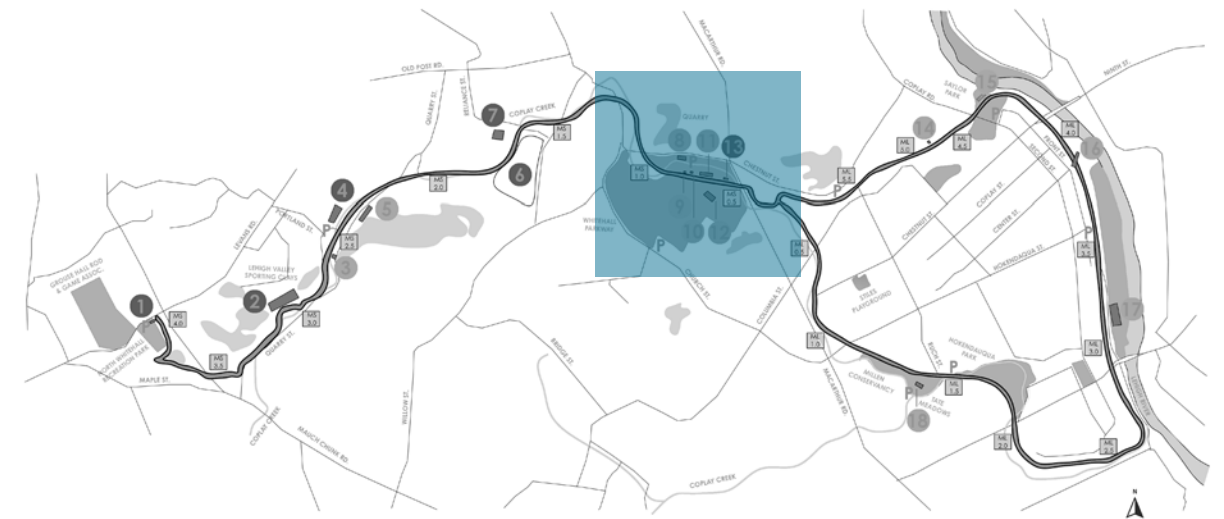 OLD POST RD.
MACARTHUR RD.
RELIANCE ST.
QUARRY ST.
COPLAY CREEK
7
MS
1.5
QUARRY
8
11
13
P
CHESTNUT ST.
COPLAY RD.
SAYLOR
PARK
15
P
NINTH ST.
14
ML
5.0
ML
4.5
ML
4.0
FRONT ST.
SECOND ST.
16
MS
2.0
6
MS
1.0
MS
0.5
ML
5.5
P
4
5
PORTLAND ST.
P
LEVANS RD.
MS
2.5
3
WHITEHALL
PARKWAY
9
10
12
P
ML
0.5
CHESTNUT ST.
COPLAY ST.
CENTER ST.
HOKENDAUQUA ST.
P
ML
3.5
GROUSE HALL ROD
& GAME ASSOC.
LEHIGH VALLEY
SPORING CLAYS
1
2
MS
4.0
MS
3.0
CHURCH ST.
COLUMBIA ST.
STILES
PLAYGROUND
17
NORTH WHITEHALL
RECREATION PARK
MS
3.5
QUARRY ST.
MAPLE ST.
BRIDGE ST.
ML
1.0
RUCH ST.
HOKENDAUQUA
PARK
P
ML
3.0
MILLEN
CONSERVANCY
P
TATE
MEADOWS
ML
1.5
LEHIGH RIVER
MACARTHUR RD.
18
WILLOW ST.
COPLAY CREEK
MAUCH CHUNK RD.
ML
2.0
ML
2.5
COPLAY CREEK
N